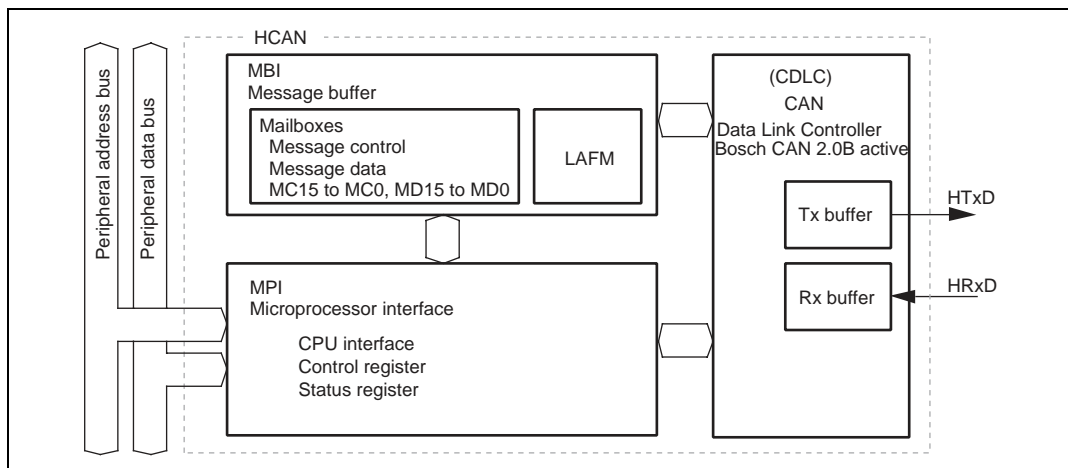 HCAN
Peripheral address bus
Peripheral data bus
MBI
Message buffer
Mailboxes
Message control
Message data
MC15 to MC0, MD15 to MD0
LAFM
(CDLC)
CAN
Data Link Controller
Bosch CAN 2.0B active
Tx buffer
HTxD
Rx buffer
HRxD
MPI
Microprocessor interface
CPU interface
Control register
Status register